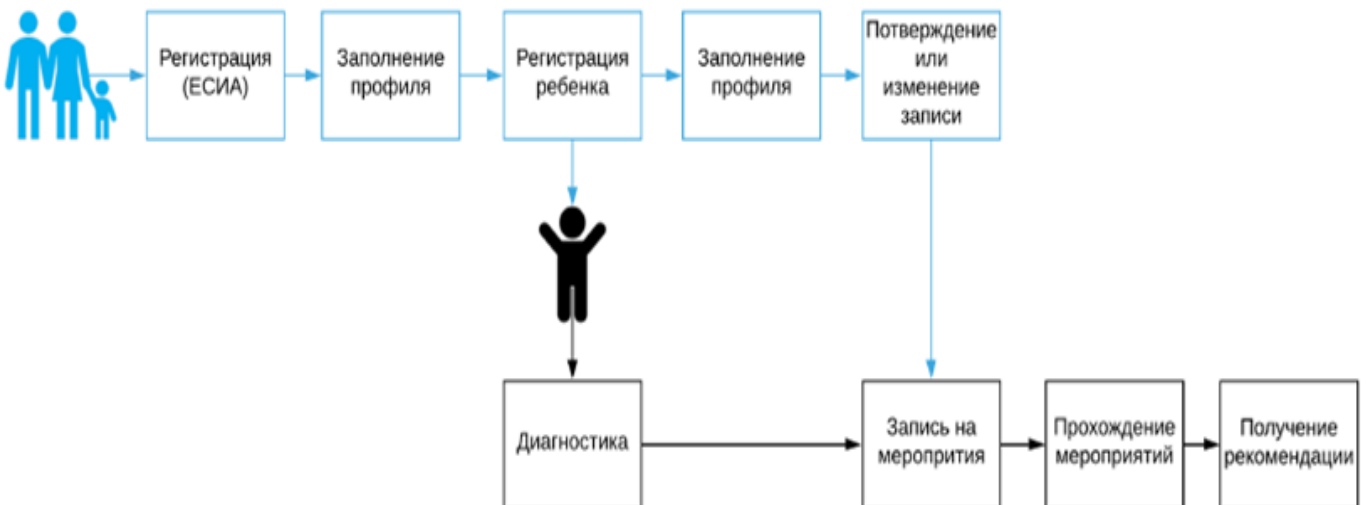 Регистрация
(ЕСИА)
Заполнение
профиля
Регистрация
ребенка
Заполнение
профиля
Потверждение
или
изменение
записи
Диагностика
Запись на
меропрития
Прохождение
мероприятий
Получение
рекомендации